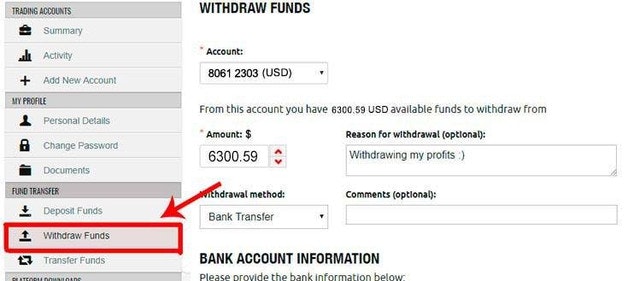 TRADING ACCOUNTS
Summary
Activity
Add New Account
MY PROFILE
Personal Details
Change Password
Documents
FUND TRANSFER
Deposit Funds
Withdraw Funds
Transfer Funds
PLATFORM DOWNLOADS
WITHDRAW FUNDS
* Account:
8061 2303 (USD)
From this account you have 6300.59 USD available funds to withdraw from
* Amount: $
6300.59
Reason for withdrawal (optional):
Withdrawing my profits :)
Withdrawal method:
Bank Transfer
Comments (optional):
BANK ACCOUNT INFORMATION
Please provide the bank information below: